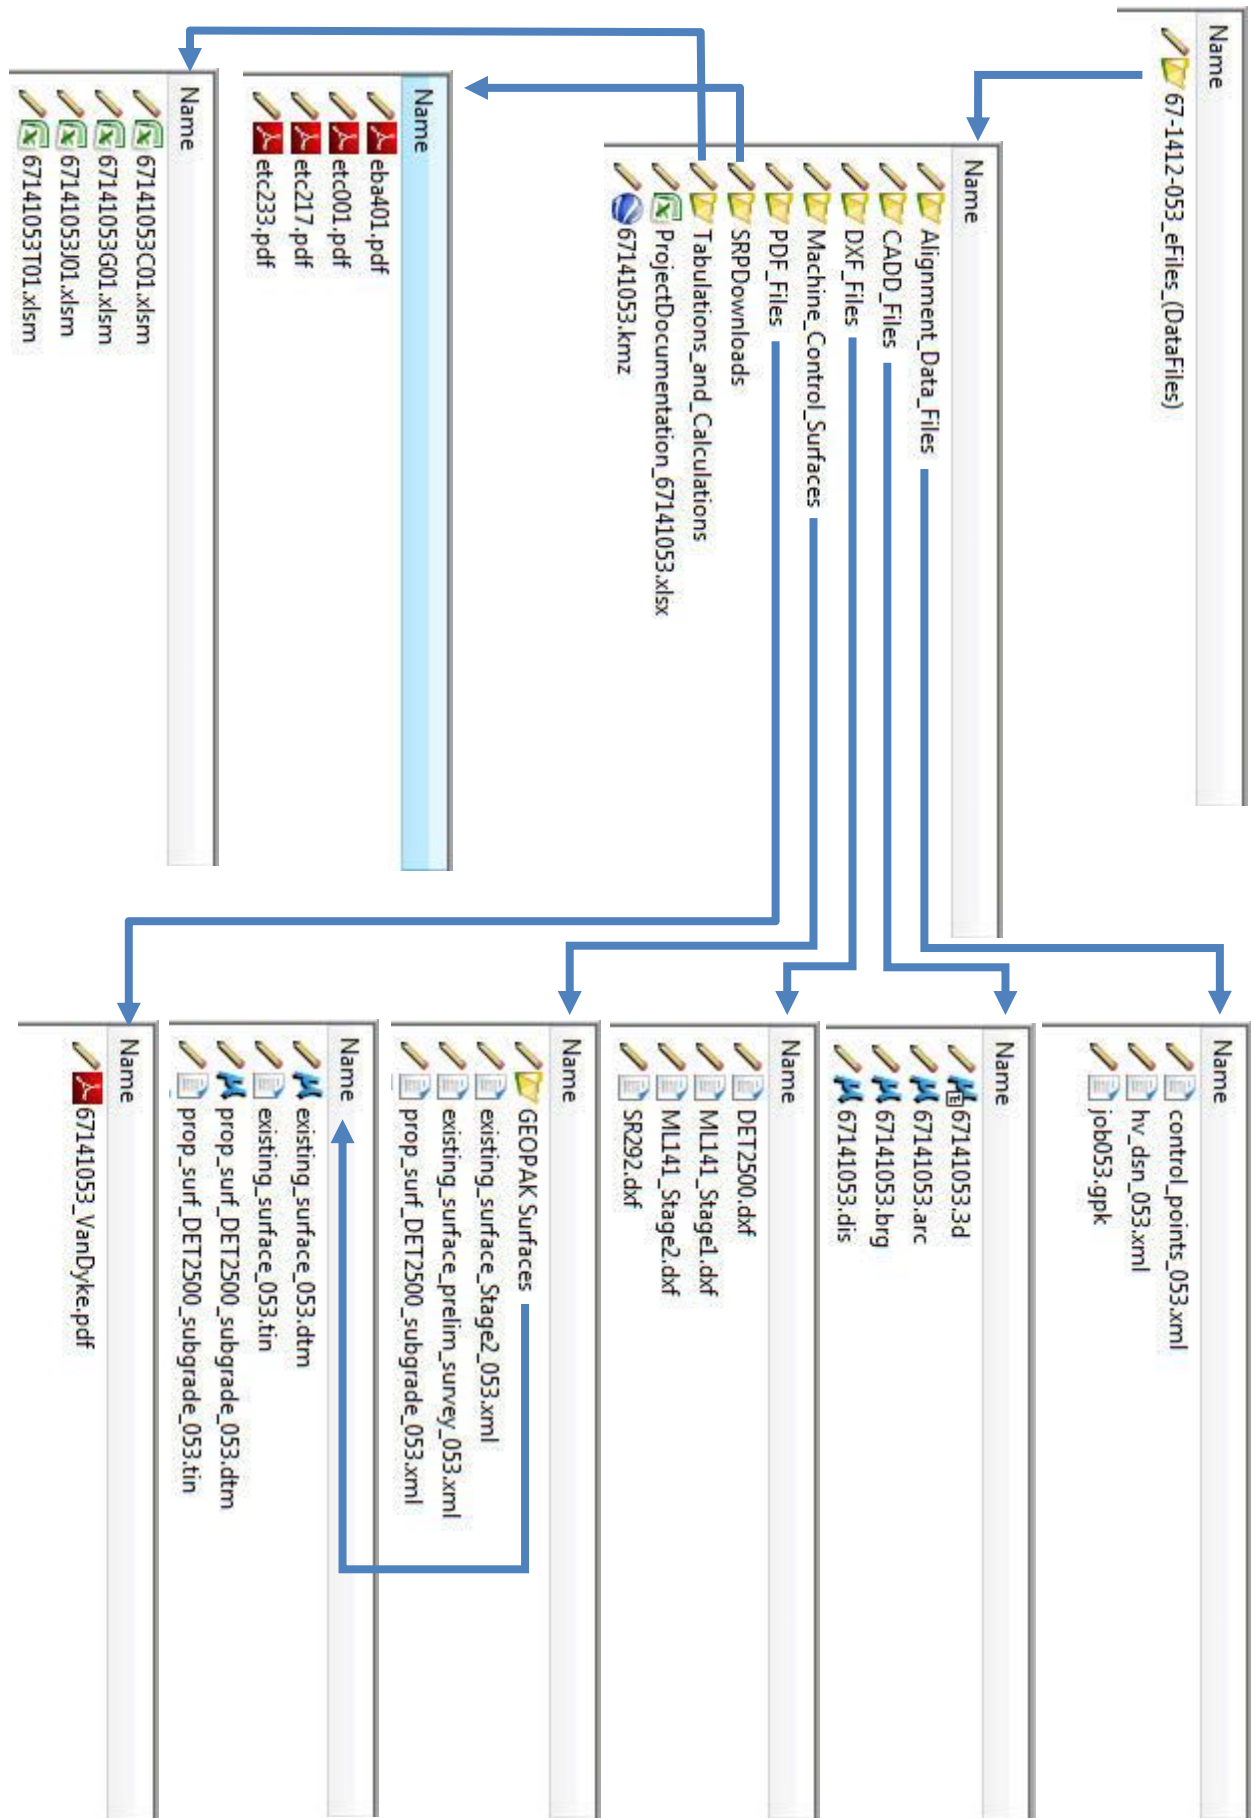 Name
67-1412-053_eFiles_(DataFiles)
Name
Alignment_Data_Files
CADD_Files
DXF_Files
Machine_Control_Surfaces
PDF_Files
SRPDownloads
Tabulations_and_Calculations
ProjectDocumentation_67141053.xlsx
67141053.kmz
Name
eba401.pdf
etc001.pdf
etc217.pdf
etc233.pdf
Name
67141053C01.xlsm
67141053G01.xlsm
67141053J01.xlsm
67141053T01.xlsm
Name
control_points_053.xml
hv_dsn_053.xml
job053.gpk
Name
67141053.3d
67141053.arc
67141053.brg
67141053.dis
Name
DET2500.dxf
ML141_Stage1.dxf
ML141_Stage2.dxf
SR292.dxf
Name
GEOPAK Surfaces
existing_surface_Stage2_053.xml
existing_surface_prelim_survey_053.xml
prop_surf_DET2500_subgrade_053.xml
Name
existing_surface_053.dtm
existing_surface_053.tin
prop_surf_DET2500_subgrade_053.dtm
prop_surf_DET2500_subgrade_053.tin
Name
67141053_VanDyke.pdf